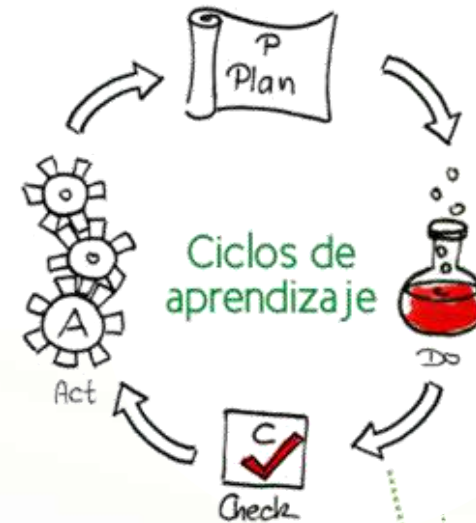 P
Plan
Ciclos de
aprendizaje
Do
C
Check
A
Act